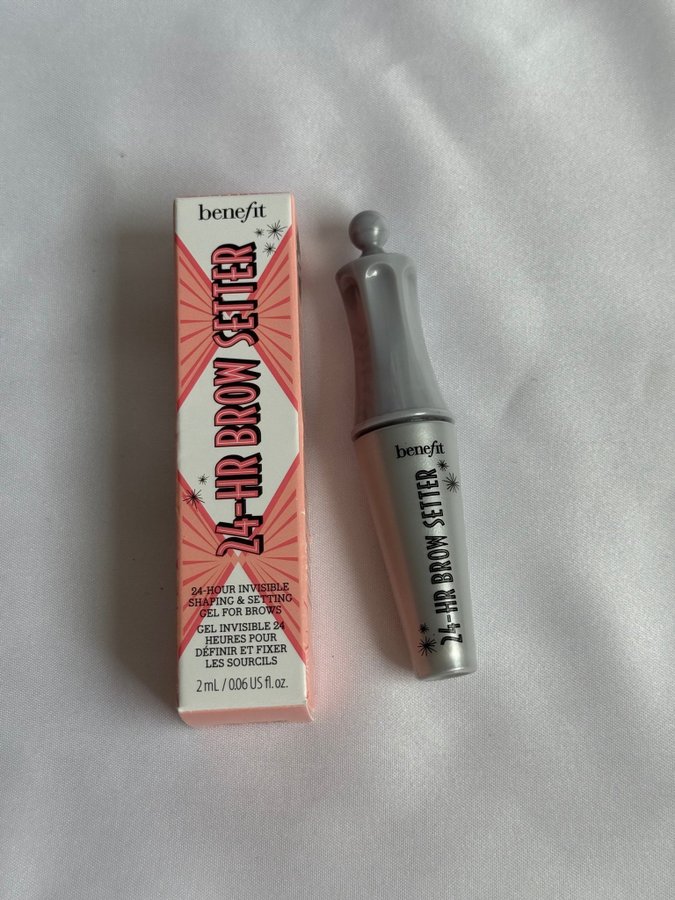 benefit
24-HR BROW SETTER
24-HOUR INVISIBLE
SHAPING & SETTING
GEL FOR BROWS
GEL INVISIBLE 24
HEURES POUR
DÉFINIR ET FIXER
LES SOURCILS
2 mL / 0.06 US fl. oz.
benefit
24-HR BROW SETTER